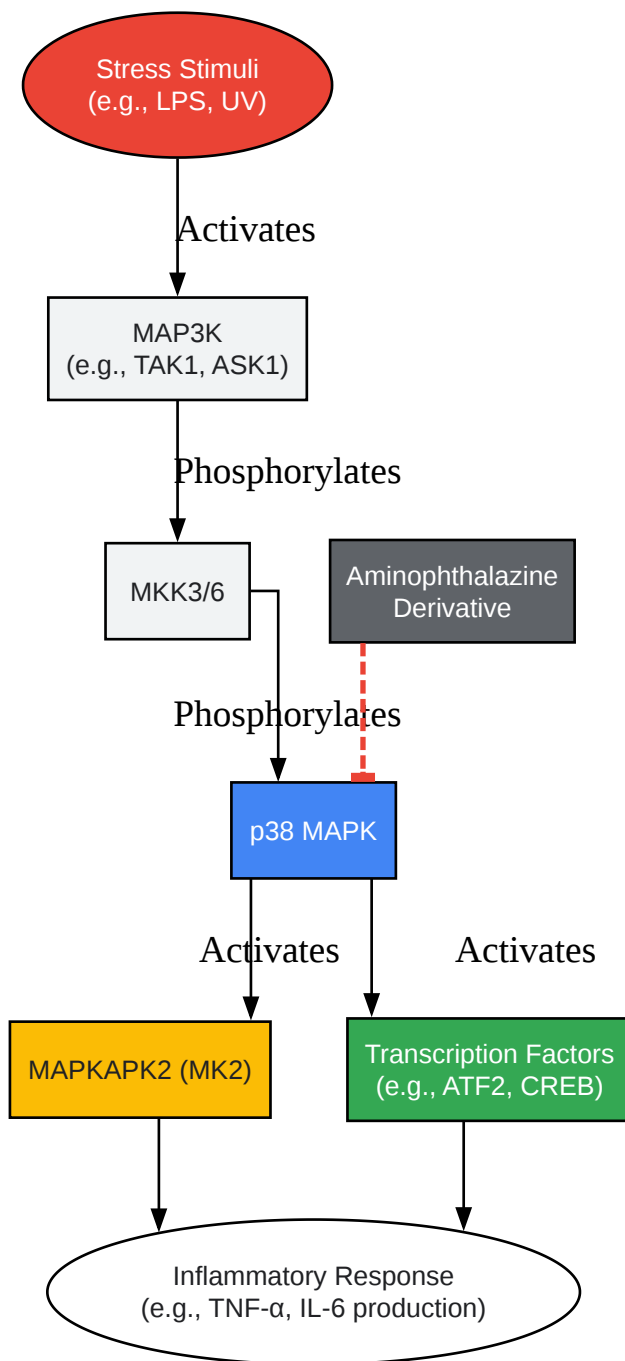 Stress Stimuli
(e.g., LPS, UV)
Activates
MAP3K
(e.g., TAK1, ASK1)
Phosphorylates
MKK3/6
Aminophthalazine
Derivative
Phosphorylates
p38 MAPK
Activates
Activates
MAPKAPK2 (MK2)
Transcription Factors
(e.g., ATF2, CREB)
Inflammatory Response
(e.g., TNF-α, IL-6 production)